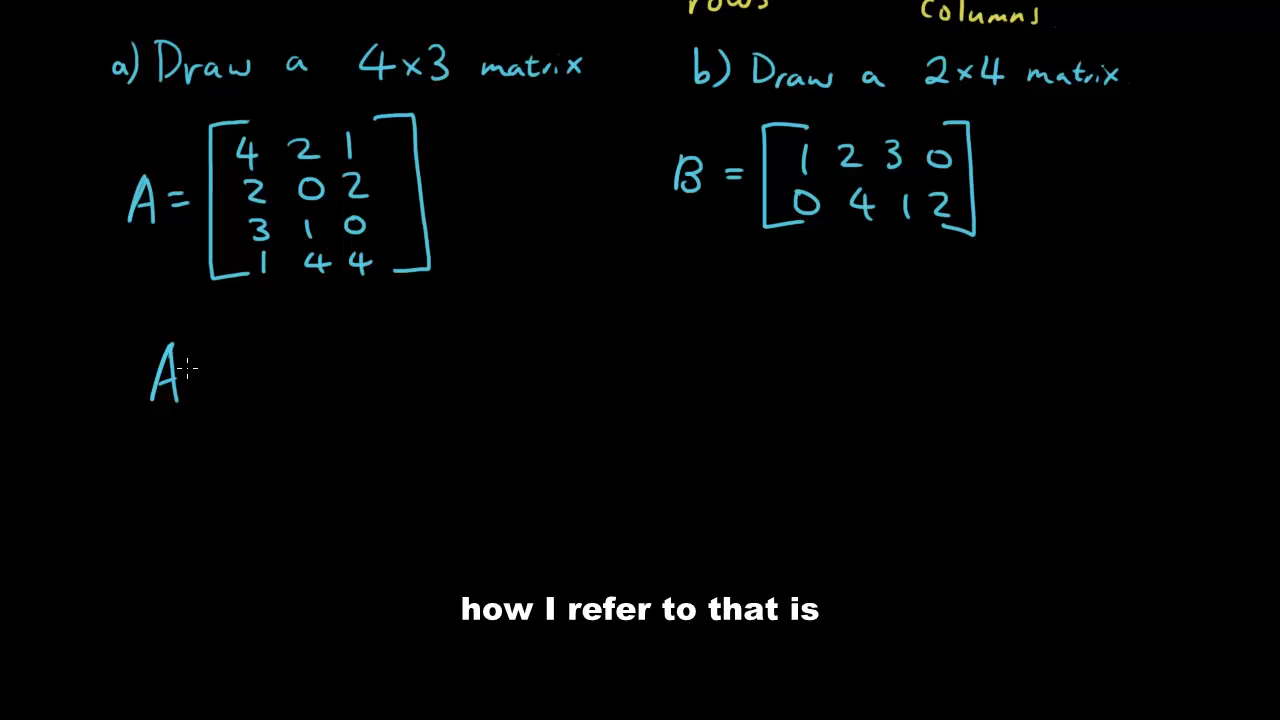 rows columns
a) Draw a 4×3 matrix
b) Draw a 2×4 matrix
A = [4 2 1
2 0 2
3 1 0
1 4 4]
B = [1 2 3 0
0 4 1 2]
A
how I refer to that is